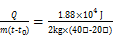 Q/m(t-t₀) = 1.88×10⁴ J/2kg×(40□-20□)